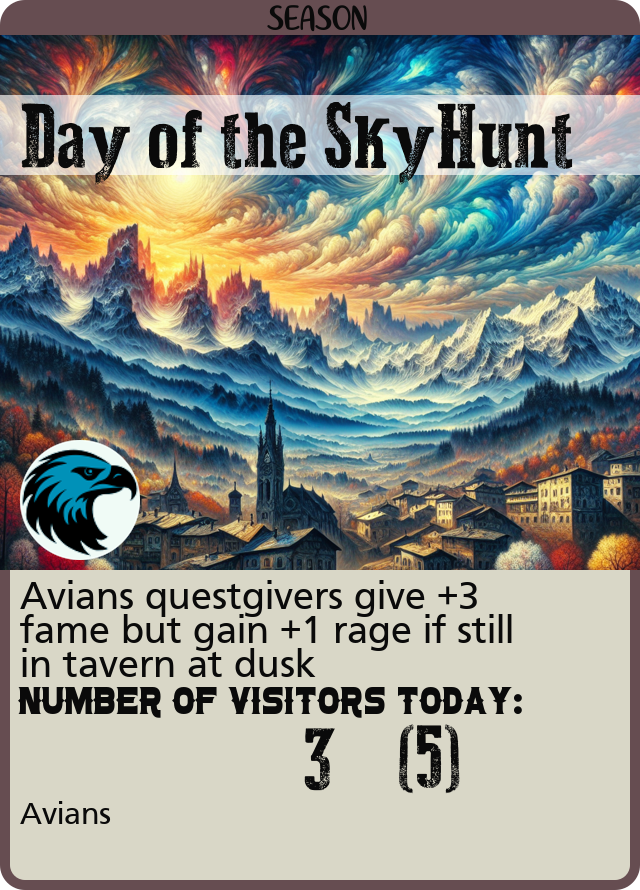 SEASON
Day of the SkyHunt
Avians questgivers give +3
fame but gain +1 rage if still
in tavern at dusk
NUMBER OF VISITORS TODAY:
3 (5)
Avians